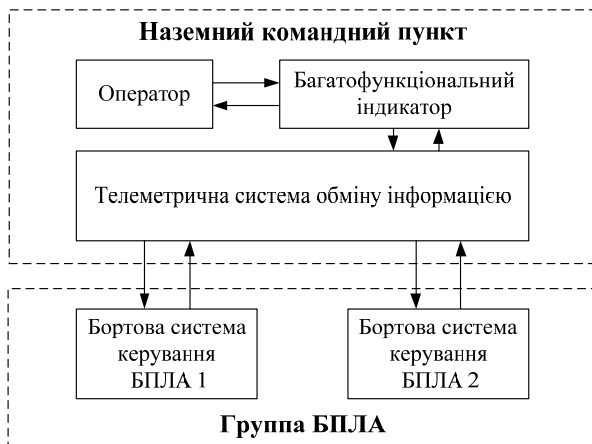 Наземний командний пункт
Оператор
Багатофункціональний
індикатор
Телеметрична система обміну інформацією
Бортова система
керування
БПЛА 1
Бортова система
керування
БПЛА 2
Группа БПЛА